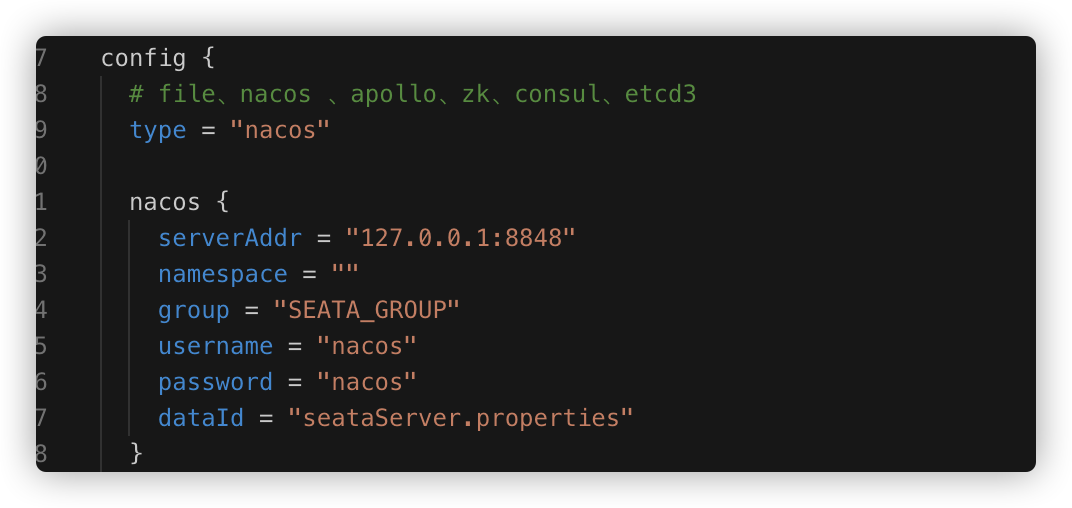 7 config {
8 # file、nacos 、apollo、zk、consul、etcd3
9 type = "nacos"
0
1 nacos {
2 serverAddr = "127.0.0.1:8848"
3 namespace = ""
4 group = "SEATA_GROUP"
5 username = "nacos"
6 password = "nacos"
7 dataId = "seataServer.properties"
8 }